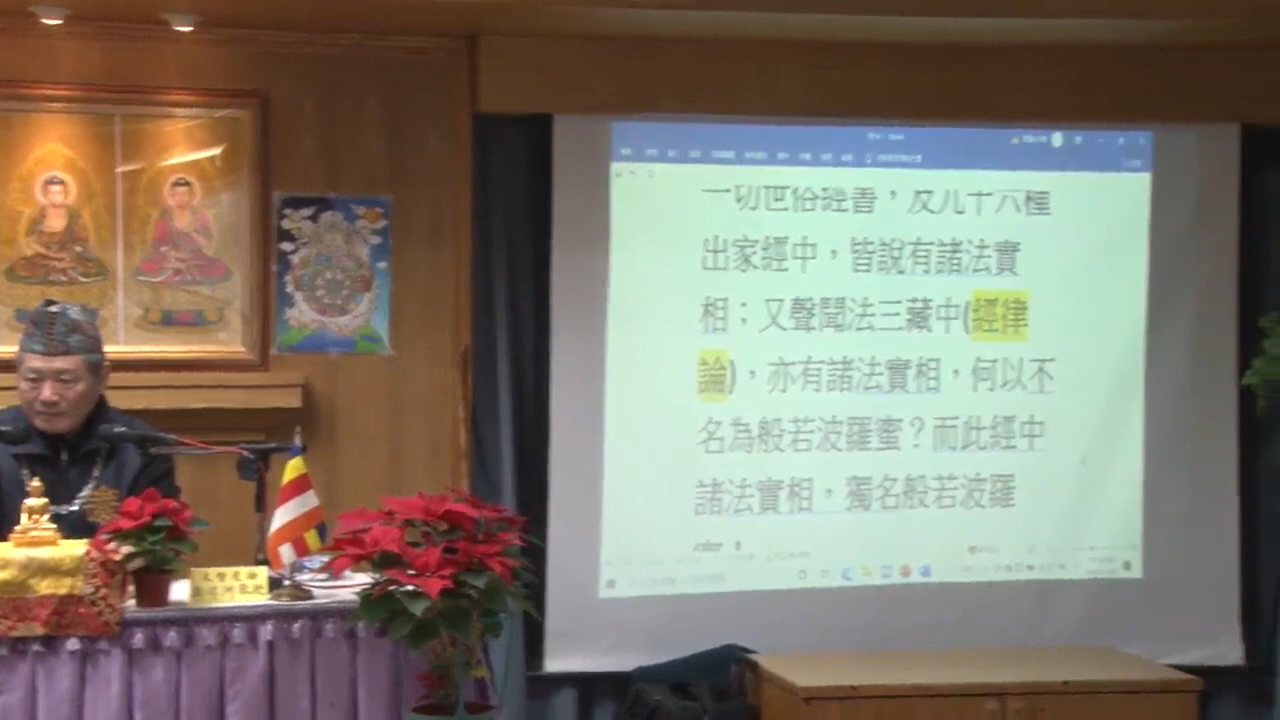 一切世俗經書，及九十六種
出家經中，皆說有諸法實
相；又聲聞法三藏中(經律
論)，亦有諸法實相，何以不
名為般若波羅蜜？而此經中
諸法實相，獨名般若波羅